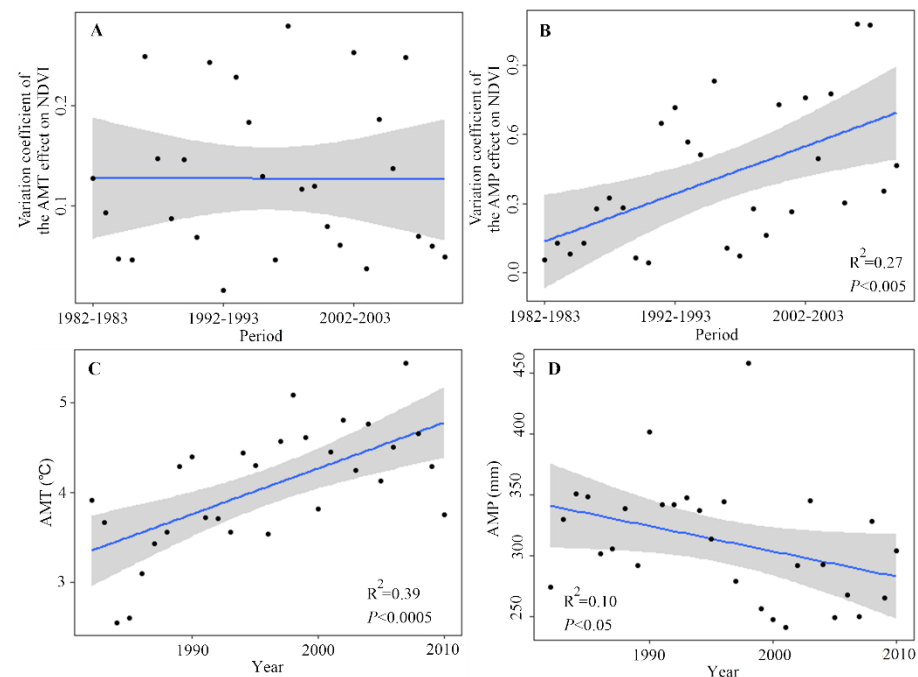 A
Variation coefficient of
the AMT effect on NDVI
0.2
0.1
1982-1983
1992-1993
2002-2003
Period
B
Variation coefficient of
the AMP effect on NDVI
0.9
0.6
0.3
0.0
R²=0.27
P<0.005
1982-1983
1992-1993
2002-2003
Period
C
AMT (℃)
5
4
3
R²=0.39
P<0.0005
1990
2000
2010
Year
D
AMP (mm)
450
400
350
300
250
R²=0.10
P<0.05
1990
2000
2010
Year